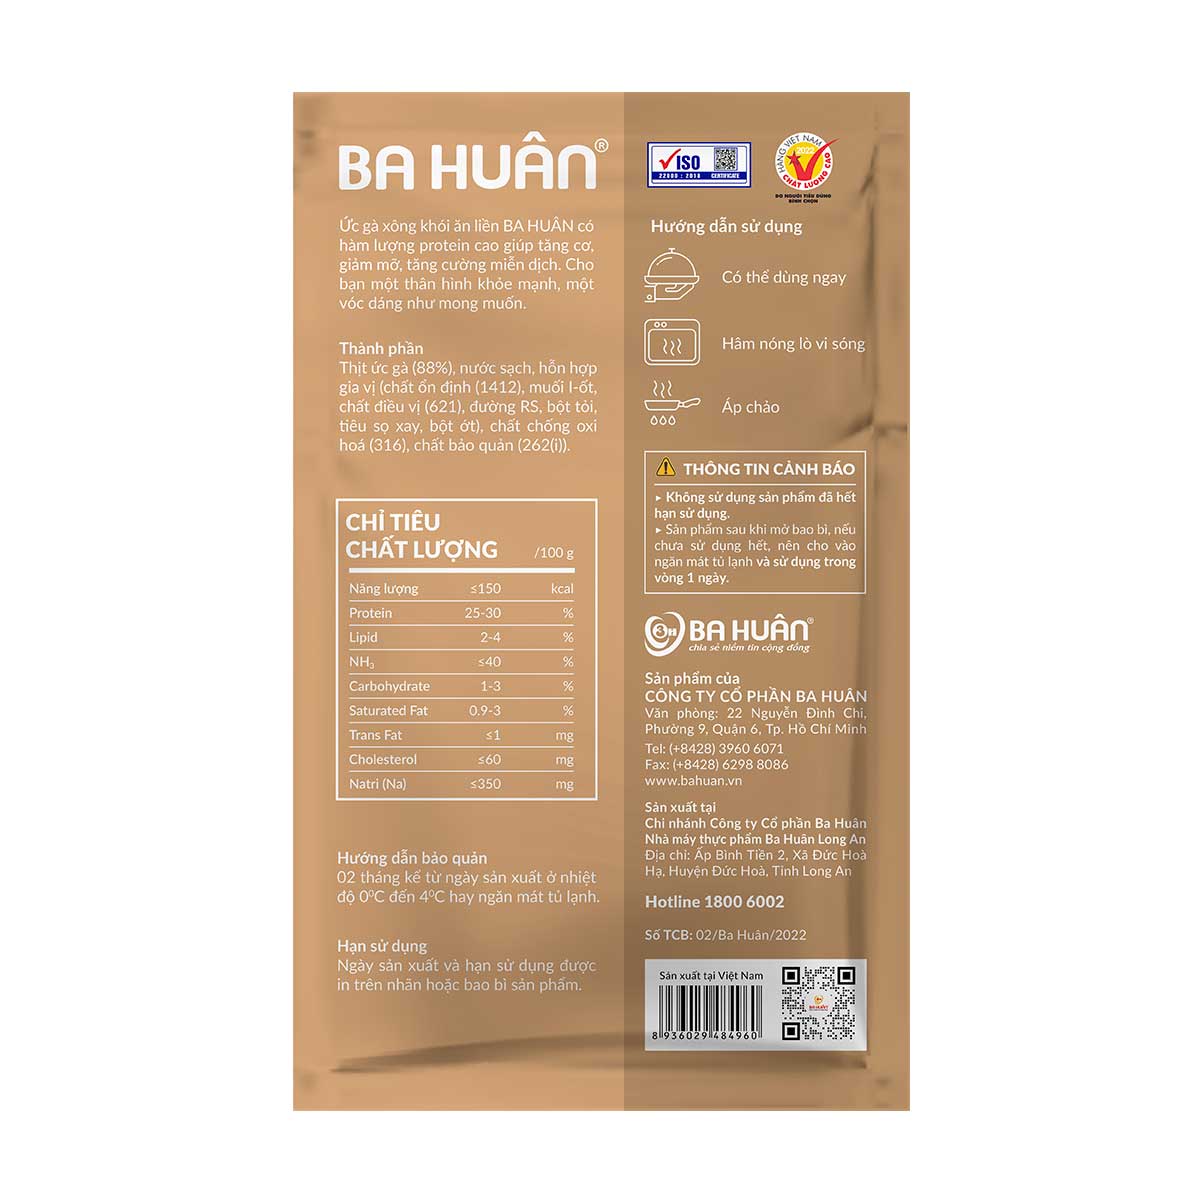 BA HUÂN®
Ức gà xông khói ăn liền BA HUÂN có
hàm lượng protein cao giúp tăng cơ,
giảm mỡ, tăng cường miễn dịch. Cho
bạn một thân hình khỏe mạnh, một
vóc dáng như mong muốn.
Thành phần
Thịt ức gà (88%), nước sạch, hỗn hợp
gia vị (chất ổn định (1412), muối I-ốt,
chất điều vị (621), đường RS, bột tỏi,
tiêu sọ xay, bột ớt), chất chống oxi
hoá (316), chất bảo quản (262(i)).
CHỈ TIÊU
CHẤT LƯỢNG /100 g
Năng lượng ≤150 kcal
Protein 25-30 %
Lipid 2-4 %
NH₃ ≤40 %
Carbohydrate 1-3 %
Saturated Fat 0.9-3 %
Trans Fat ≤1 mg
Cholesterol ≤60 mg
Natri (Na) ≤350 mg
Hướng dẫn bảo quản
02 tháng kể từ ngày sản xuất ở nhiệt
độ 0⁰C đến 4⁰C hay ngăn mát tủ lạnh.
Hạn sử dụng
Ngày sản xuất và hạn sử dụng được
in trên nhãn hoặc bao bì sản phẩm.
ISO
22000 : 2018 CERTIFICATE
HÀNG VIỆT NAM
2022
CHẤT LƯỢNG CAO
DO NGƯỜI TIÊU DÙNG
BÌNH CHỌN
Hướng dẫn sử dụng
Có thể dùng ngay
Hâm nóng lò vi sóng
Áp chảo
THÔNG TIN CẢNH BÁO
▸ Không sử dụng sản phẩm đã hết
hạn sử dụng.
▸ Sản phẩm sau khi mở bao bì, nếu
chưa sử dụng hết, nên cho vào
ngăn mát tủ lạnh và sử dụng trong
vòng 1 ngày.
3H BA HUÂN®
chia sẻ niềm tin cộng đồng
Sản phẩm của
CÔNG TY CỔ PHẦN BA HUÂN
Văn phòng: 22 Nguyễn Đình Chi,
Phường 9, Quận 6, Tp. Hồ Chí Minh
Tel: (+8428) 3960 6071
Fax: (+8428) 6298 8086
www.bahuan.vn
Sản xuất tại
Chi nhánh Công ty Cổ phần Ba Huân
Nhà máy thực phẩm Ba Huân Long An
Địa chỉ: Ấp Bình Tiền 2, Xã Đức Hoà
Hạ, Huyện Đức Hoà, Tỉnh Long An
Hotline 1800 6002
Số TCB: 02/Ba Huân/2022
Sản xuất tại Việt Nam
BA HUÂN
8 936029 484960